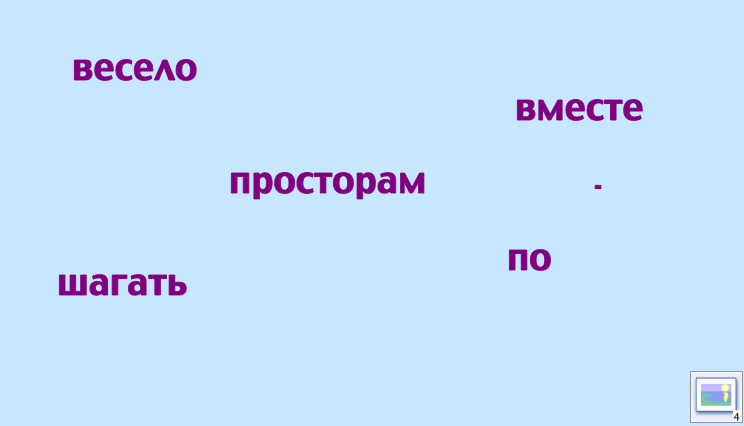 весело
вместе
просторам
-
по
шагать
4